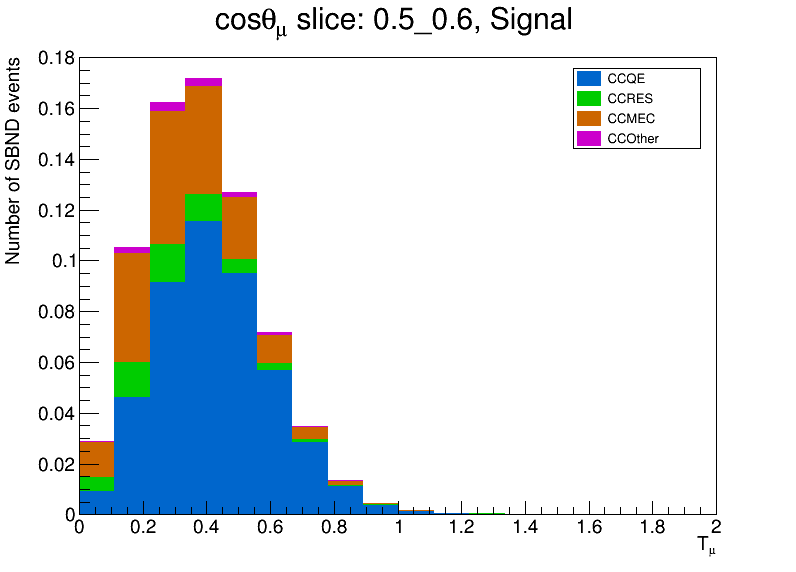 cosθμ slice: 0.5_0.6, Signal
Number of SBND events
0.18
0.16
0.14
0.12
0.1
0.08
0.06
0.04
0.02
0
CCQE
CCRES
CCMEC
CCOther
0 0.2 0.4 0.6 0.8 1 1.2 1.4 1.6 1.8 2
Tμ